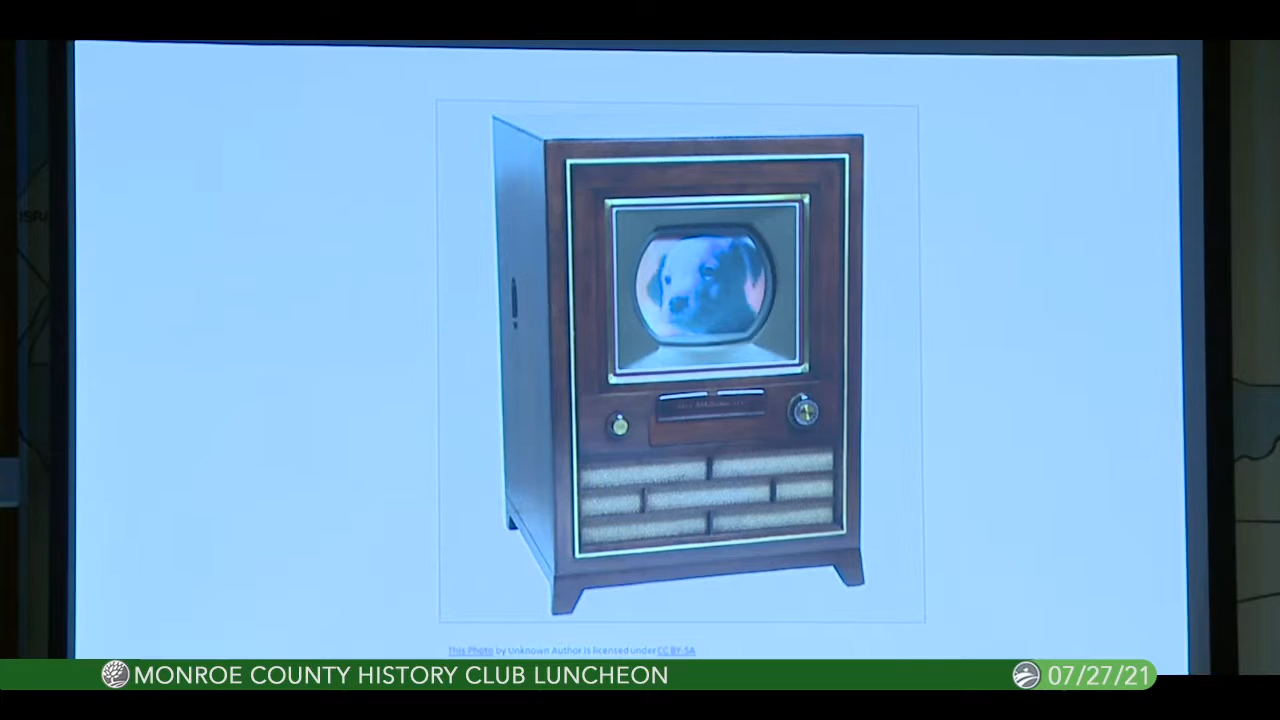 This Photo by Unknown Author is licensed under CC BY-SA
MONROE COUNTY HISTORY CLUB LUNCHEON
07/27/21